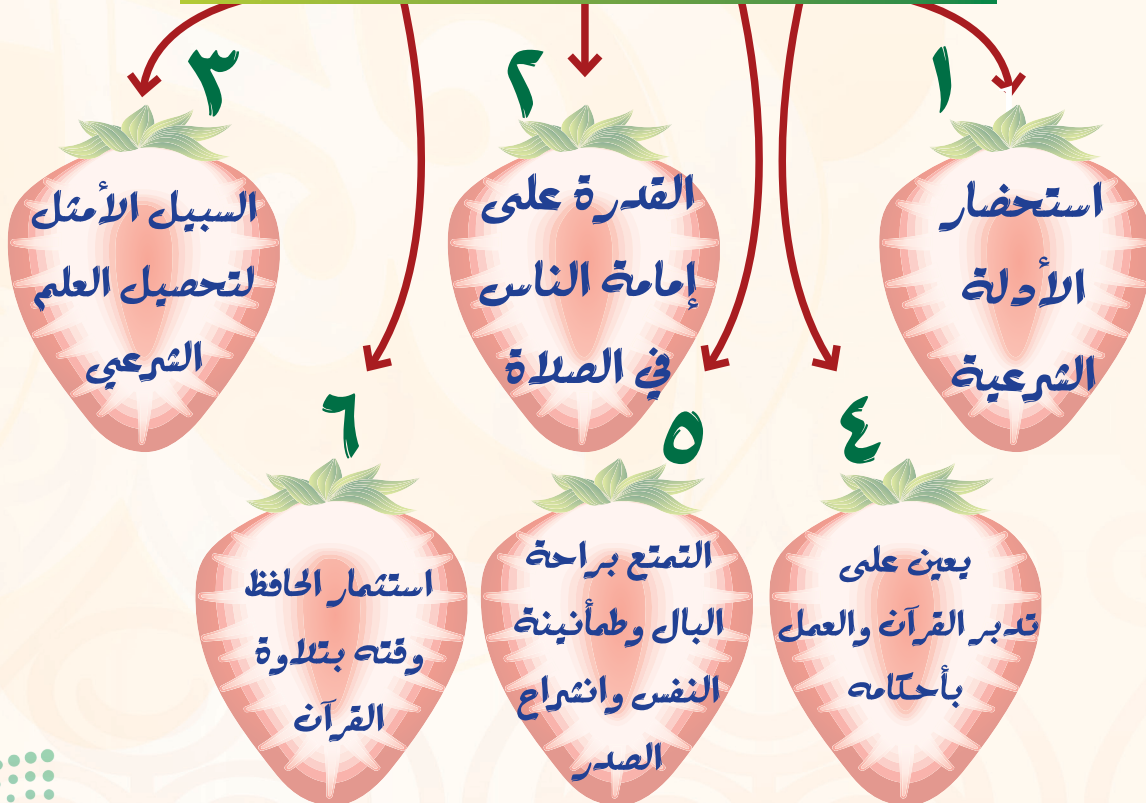 ١
استحضار
الأدلة
الشرعية
٢
القدرة على
إمامة الناس
في الصلاة
٣
السبيل الأمثل
لتحصيل العلم
الشرعي
٤
يعين على
تدبر القرآن والعمل
بأحكامه
٥
التمتع براحة
البال وطمأنينة
النفس وانشراح
الصدر
٦
استثمار الحافظ
وقته بتلاوة
القرآن